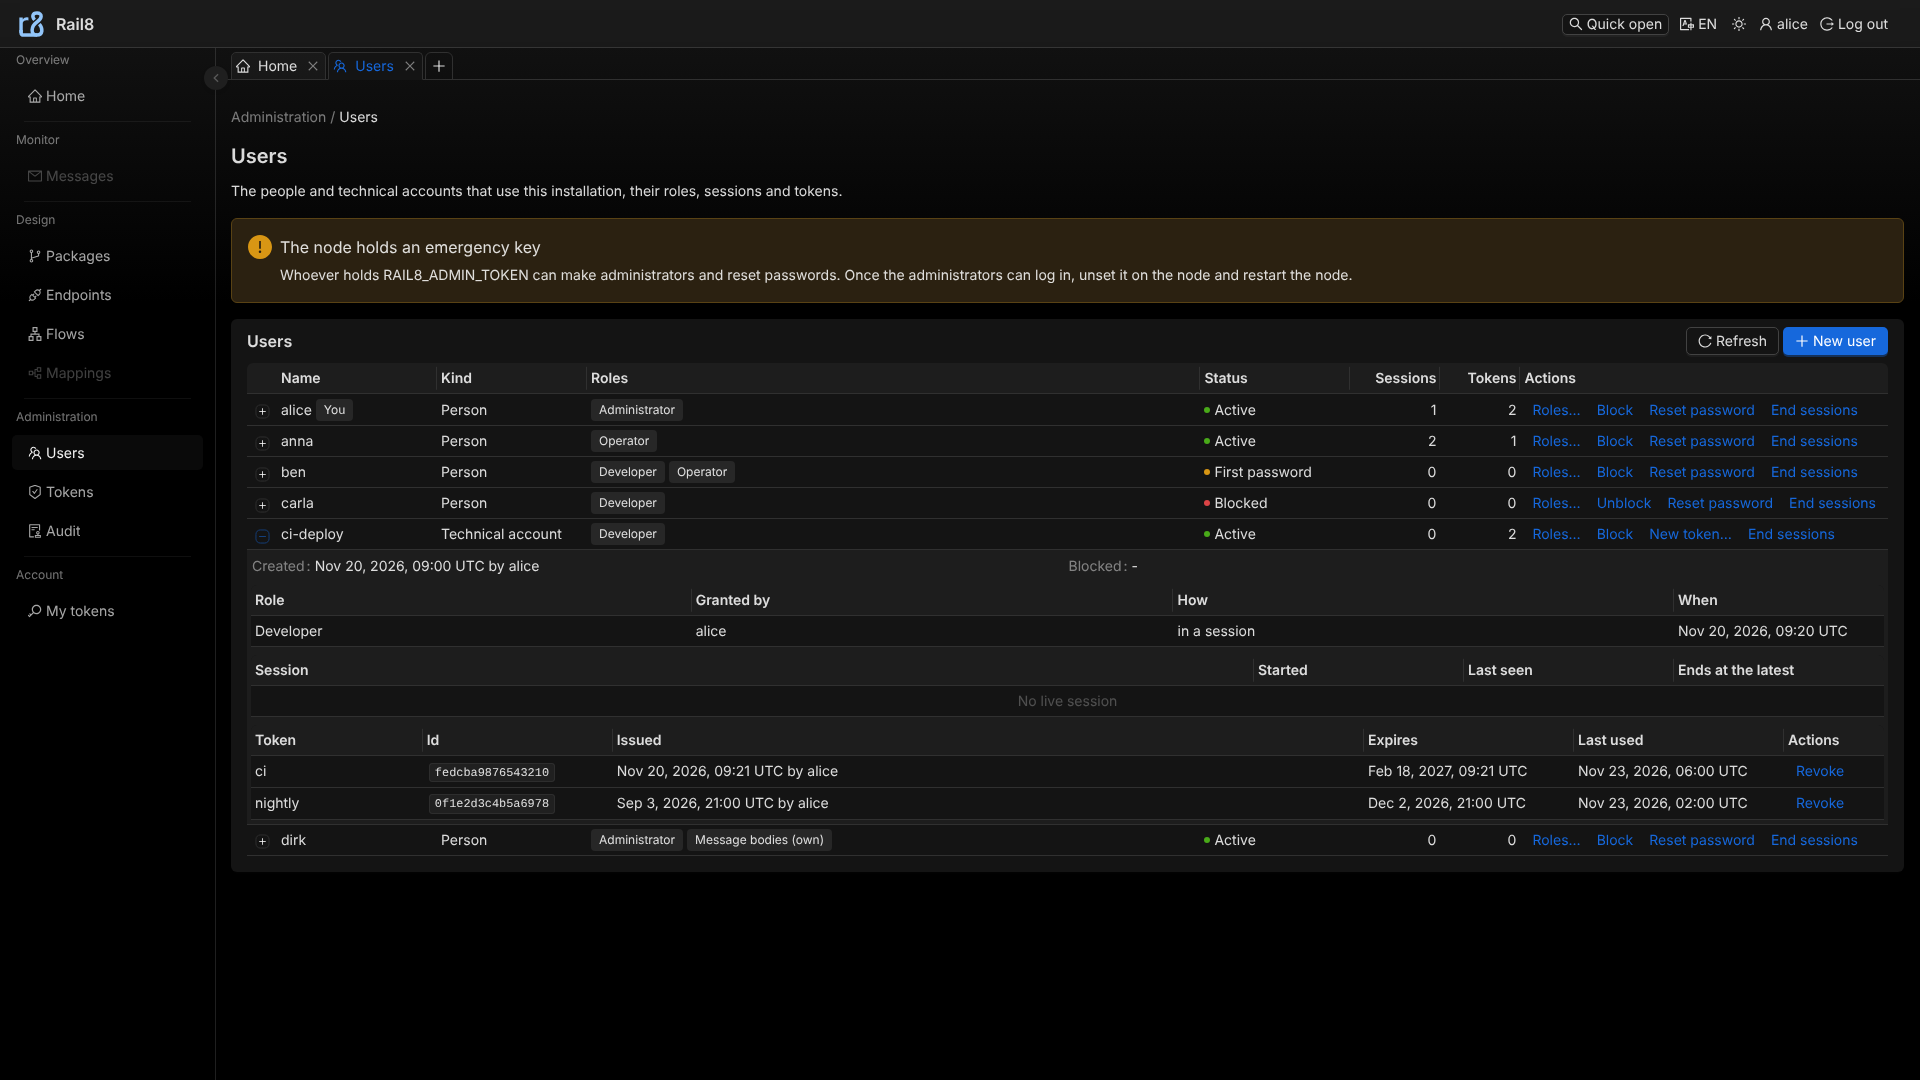 Rail8
Quick open EN alice Log out
Overview
Home
Monitor
Messages
Design
Packages
Endpoints
Flows
Mappings
Administration
Users
Tokens
Audit
Account
My tokens
Home Users
Administration / Users
Users
The people and technical accounts that use this installation, their roles, sessions and tokens.
The node holds an emergency key
Whoever holds RAIL8_ADMIN_TOKEN can make administrators and reset passwords. Once the administrators can log in, unset it on the node and restart the node.
Users Refresh New user
Name Kind Roles Status Sessions Tokens Actions
alice You Person Administrator Active 1 2 Roles... Block Reset password End sessions
anna Person Operator Active 2 1 Roles... Block Reset password End sessions
ben Person Developer Operator First password 0 0 Roles... Block Reset password End sessions
carla Person Developer Blocked 0 0 Roles... Unblock Reset password End sessions
ci-deploy Technical account Developer Active 0 2 Roles... Block New token... End sessions
Created: Nov 20, 2026, 09:00 UTC by alice Blocked: -
Role Granted by How When
Developer alice in a session Nov 20, 2026, 09:20 UTC
Session Started Last seen Ends at the latest
No live session
Token Id Issued Expires Last used Actions
ci fedcba9876543210 Nov 20, 2026, 09:21 UTC by alice Feb 18, 2027, 09:21 UTC Nov 23, 2026, 06:00 UTC Revoke
nightly 0f1e2d3c4b5a6978 Sep 3, 2026, 21:00 UTC by alice Dec 2, 2026, 21:00 UTC Nov 23, 2026, 02:00 UTC Revoke
dirk Person Administrator Message bodies (own) Active 0 0 Roles... Block Reset password End sessions